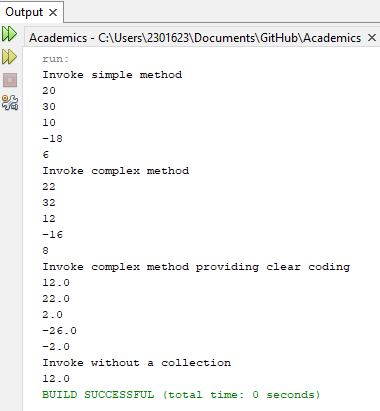 Output ×
Academics - C:\Users\2301623\Documents\GitHub\Academics ×
run:
Invoke simple method
20
30
10
-18
6
Invoke complex method
22
32
12
-16
8
Invoke complex method providing clear coding
12.0
22.0
2.0
-26.0
-2.0
Invoke without a collection
12.0
BUILD SUCCESSFUL (total time: 0 seconds)